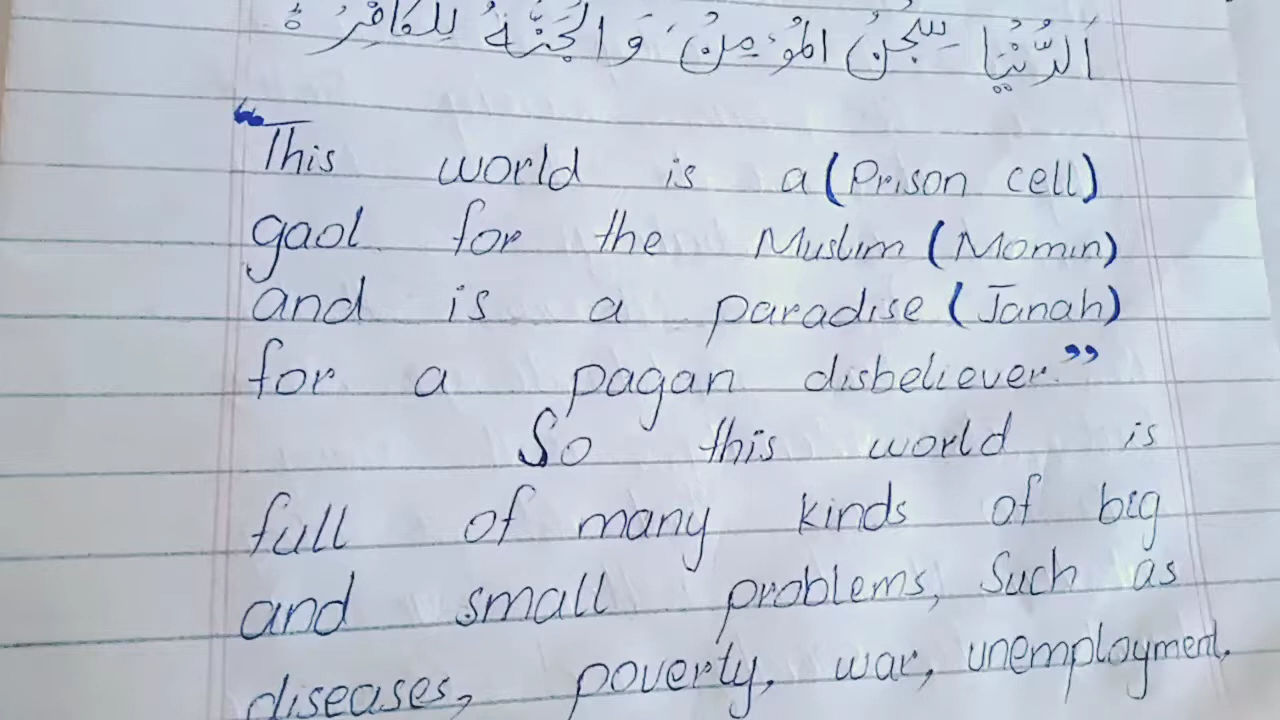 اَلدُّنْيَا سِجْنُ الْمُؤْمِنُ وَالْجَنَّةُ لِلْكَافِرُةُ
“This world is a (Prison cell)
gaol for the Muslim (Momin)
and is a paradise (Janah)
for a pagan disbeliever.”
So this world is
full of many kinds of big
and small problems, Such as
diseases, poverty, war, unemployment,